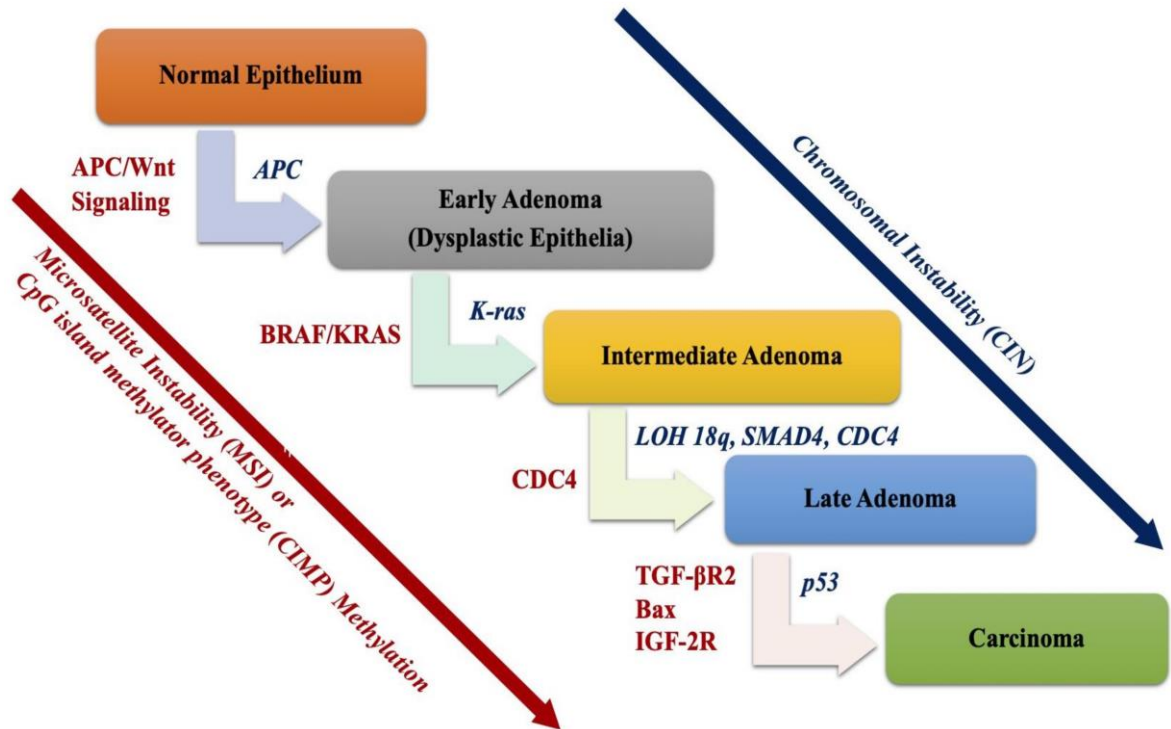 Normal Epithelium
APC/Wnt
Signaling
APC
Early Adenoma
(Dysplastic Epithelia)
Chromosomal Instability (CIN)
Microsatellite Instability (MSI) or
CpG island methylator phenotype (CIMP) Methylation
BRAF/KRAS
K-ras
Intermediate Adenoma
CDC4
LOH 18q, SMAD4, CDC4
Late Adenoma
TGF-βR2
Bax
IGF-2R
p53
Carcinoma